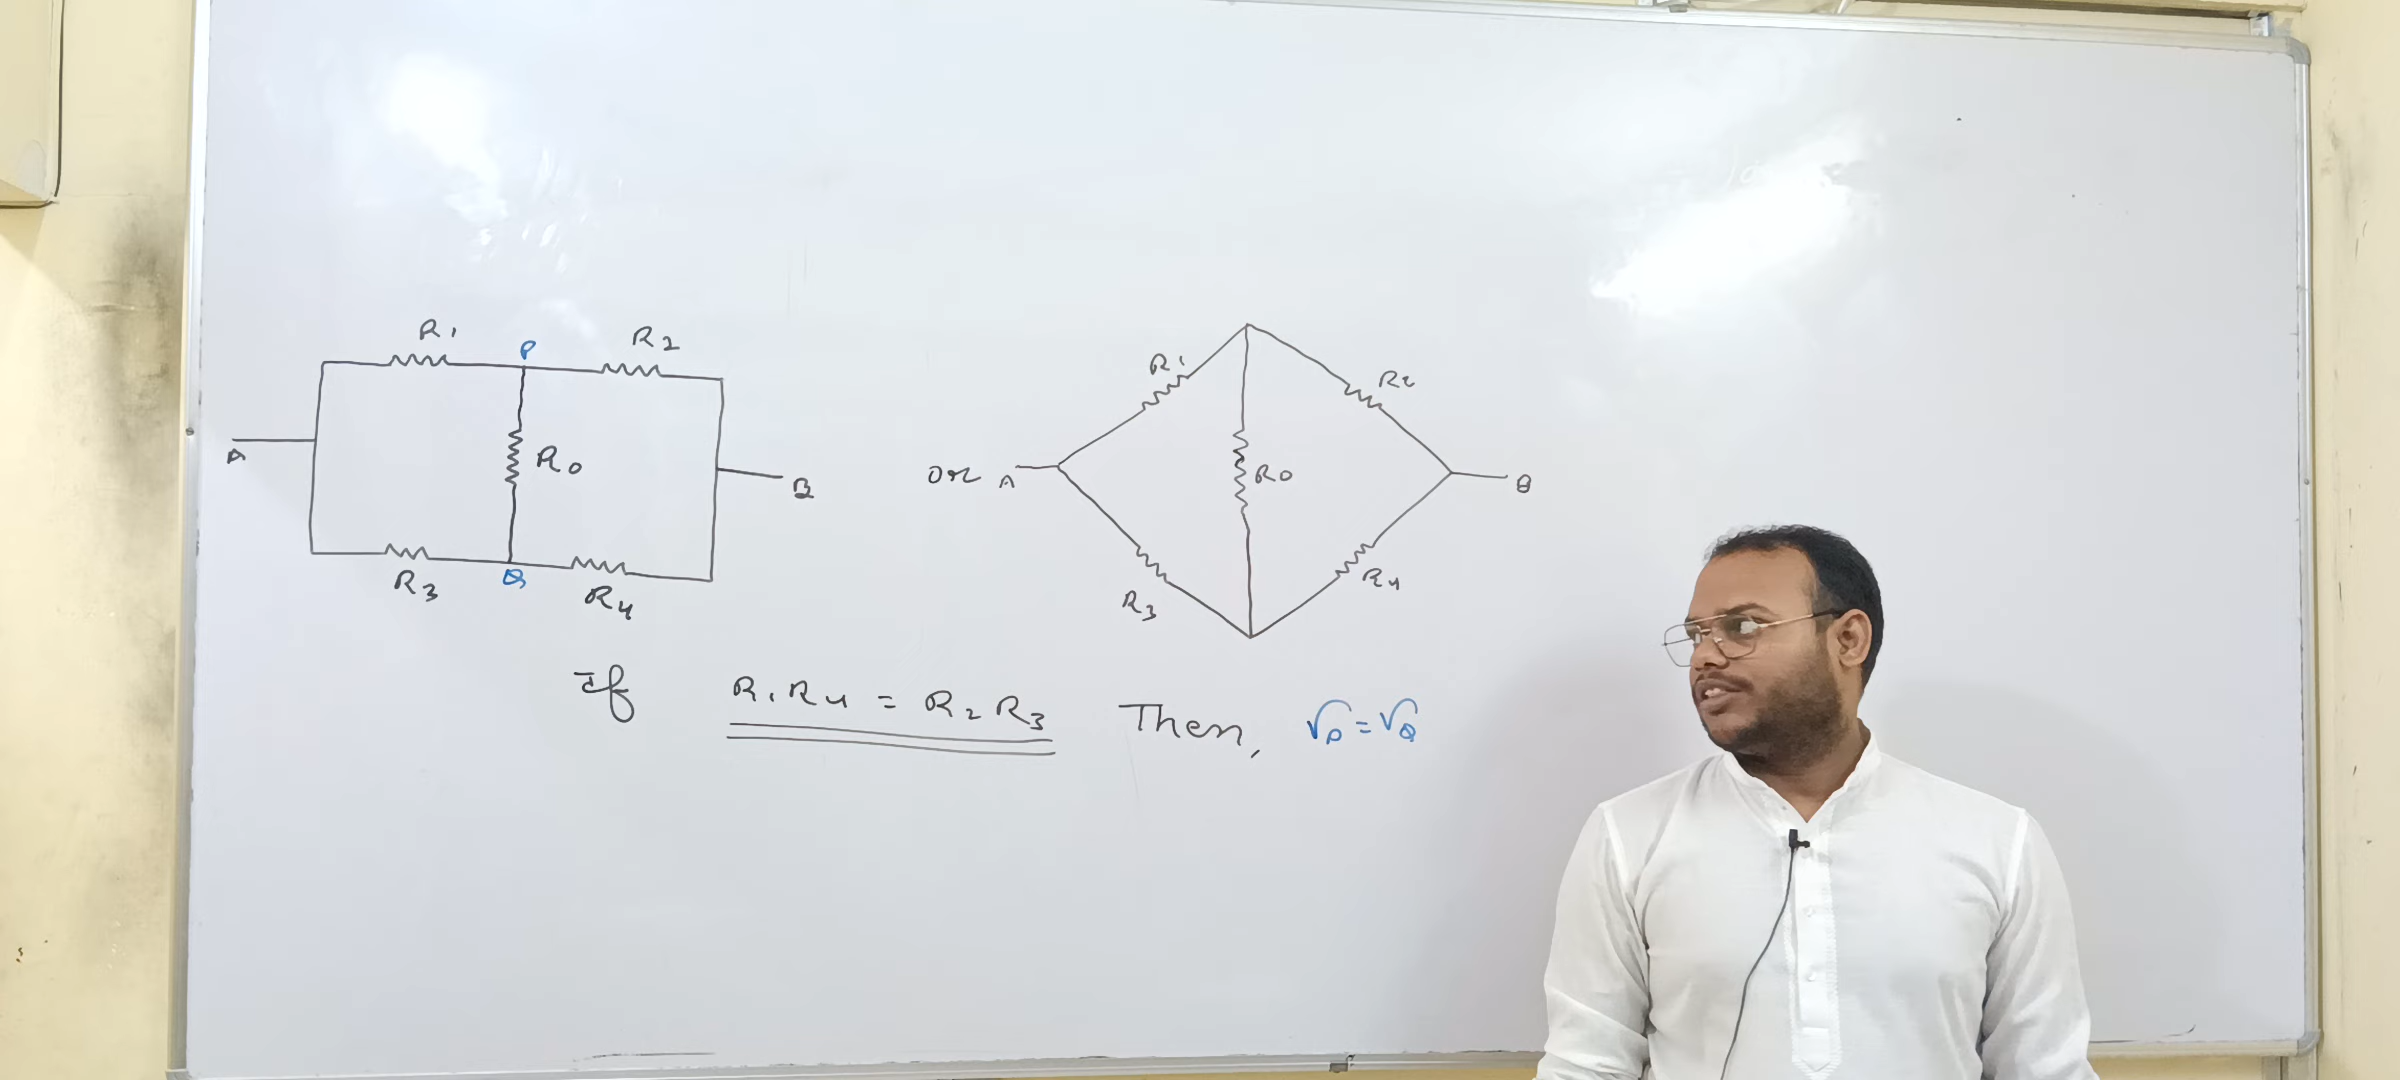 R1 P R2
A R0 B
R3 Q R4
R1 R2
or A R0 B
R3 R4
If R1R4 = R2R3 Then, VP = VQ